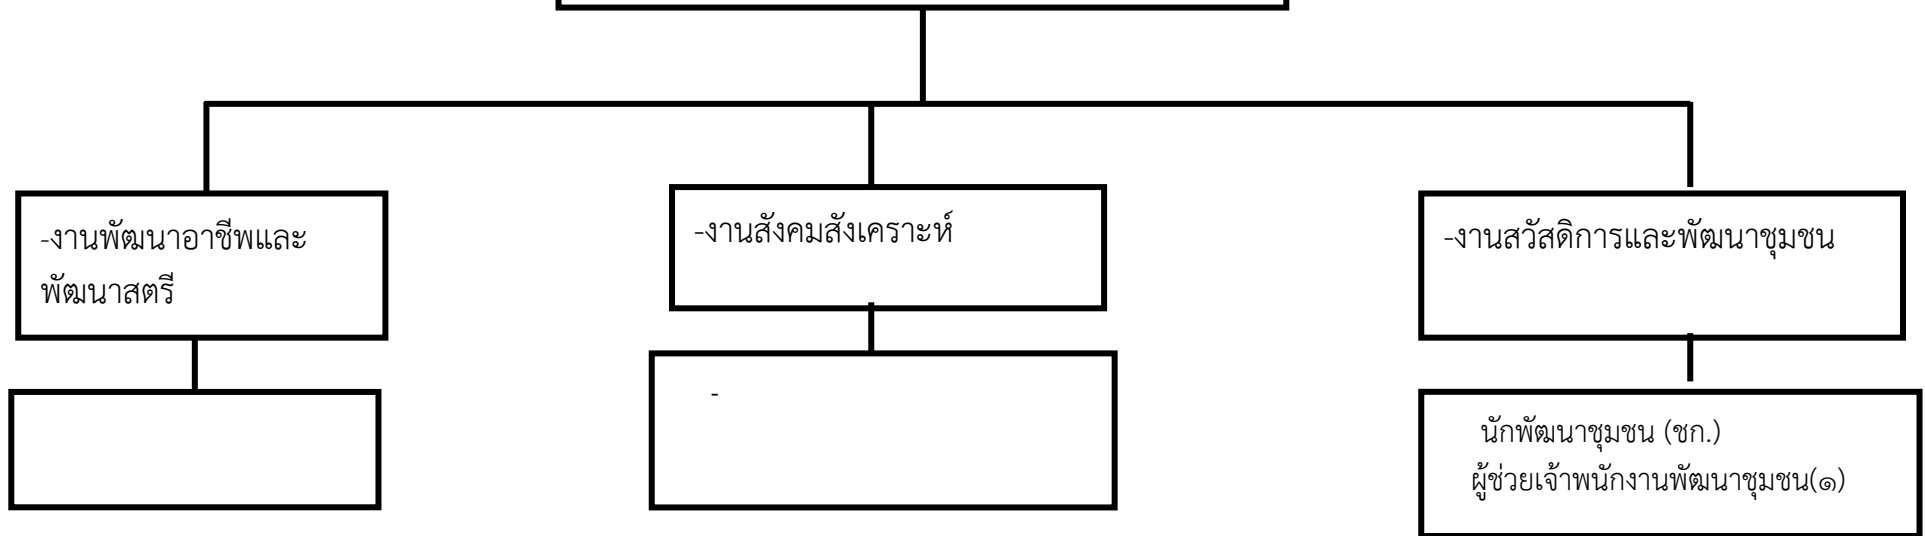 -งานพัฒนาอาชีพและ
พัฒนาสตรี
-งานสังคมสังเคราะห์
-งานสวัสดิการและพัฒนาชุมชน
-
นักพัฒนาชุมชน (ชก.)
ผู้ช่วยเจ้าพนักงานพัฒนาชุมชน(๑)